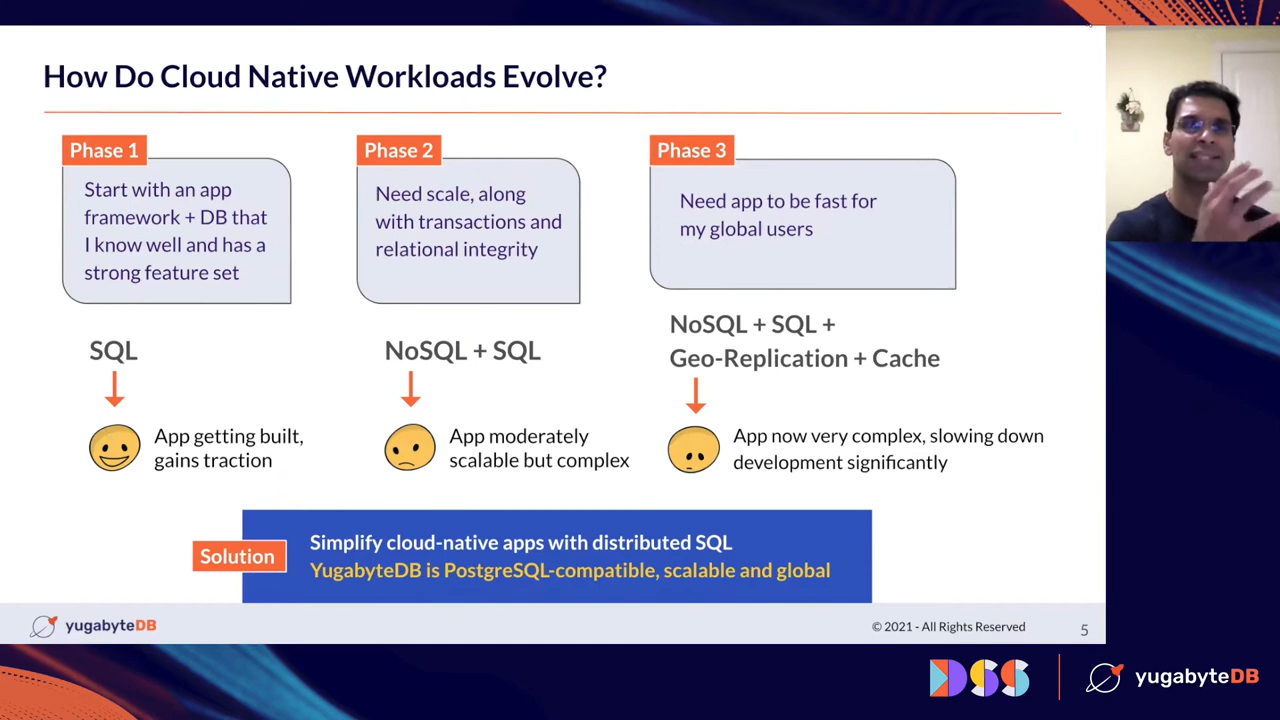 How Do Cloud Native Workloads Evolve?
Phase 1
Start with an app
framework + DB that
I know well and has a
strong feature set
SQL
App getting built,
gains traction
Phase 2
Need scale, along
with transactions and
relational integrity
NoSQL + SQL
App moderately
scalable but complex
Phase 3
Need app to be fast for
my global users
NoSQL + SQL +
Geo-Replication + Cache
App now very complex, slowing down
development significantly
Solution
Simplify cloud-native apps with distributed SQL
YugabyteDB is PostgreSQL-compatible, scalable and global
yugabyteDB
© 2021 - All Rights Reserved
5
DSS
yugabyteDB